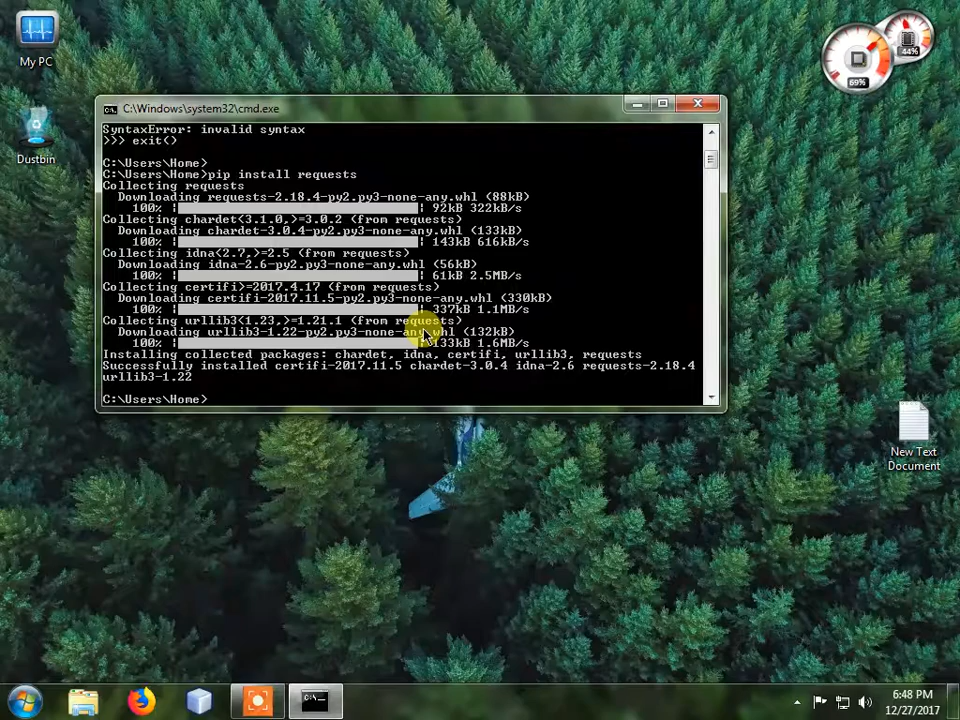 My PC
Dustbin
C:\Windows\system32\cmd.exe
SyntaxError: invalid syntax
>>> exit()
C:\Users\Home>
C:\Users\Home>pip install requests
Collecting requests
Downloading requests-2.18.4-py2.py3-none-any.whl (88kB)
100% |████████████████████████████████| 92kB 322kB/s
Collecting chardet<3.1.0,>=3.0.2 (from requests)
Downloading chardet-3.0.4-py2.py3-none-any.whl (133kB)
100% |████████████████████████████████| 143kB 616kB/s
Collecting idna<2.7,>=2.5 (from requests)
Downloading idna-2.6-py2.py3-none-any.whl (56kB)
100% |████████████████████████████████| 61kB 2.5MB/s
Collecting certifi>=2017.4.17 (from requests)
Downloading certifi-2017.11.5-py2.py3-none-any.whl (330kB)
100% |████████████████████████████████| 337kB 1.1MB/s
Collecting urllib3<1.23,>=1.21.1 (from requests)
Downloading urllib3-1.22-py2.py3-none-any.whl (132kB)
100% |████████████████████████████████| 133kB 1.6MB/s
Installing collected packages: chardet, idna, certifi, urllib3, requests
Successfully installed certifi-2017.11.5 chardet-3.0.4 idna-2.6 requests-2.18.4
urllib3-1.22
C:\Users\Home>
44%
69%
New Text
Document
6:48 PM
12/27/2017